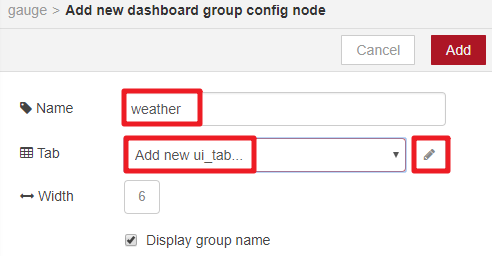 gauge > Add new dashboard group config node
Cancel Add
Name weather
Tab Add new ui_tab...
Width 6
Display group name